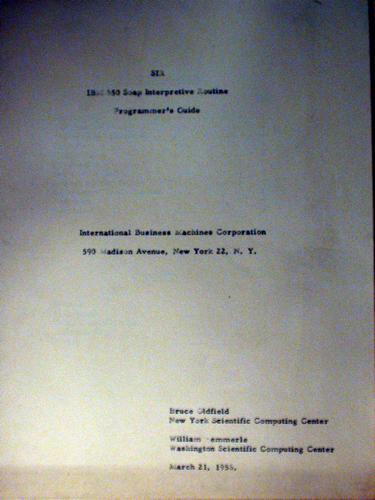 SIR
IBM 650 Soap Interpretive Routine
Programmer's Guide
International Business Machines Corporation
590 Madison Avenue, New York 22, N. Y.
Bruce Oldfield
New York Scientific Computing Center
William
Washington Scientific Computing Center
March 21,